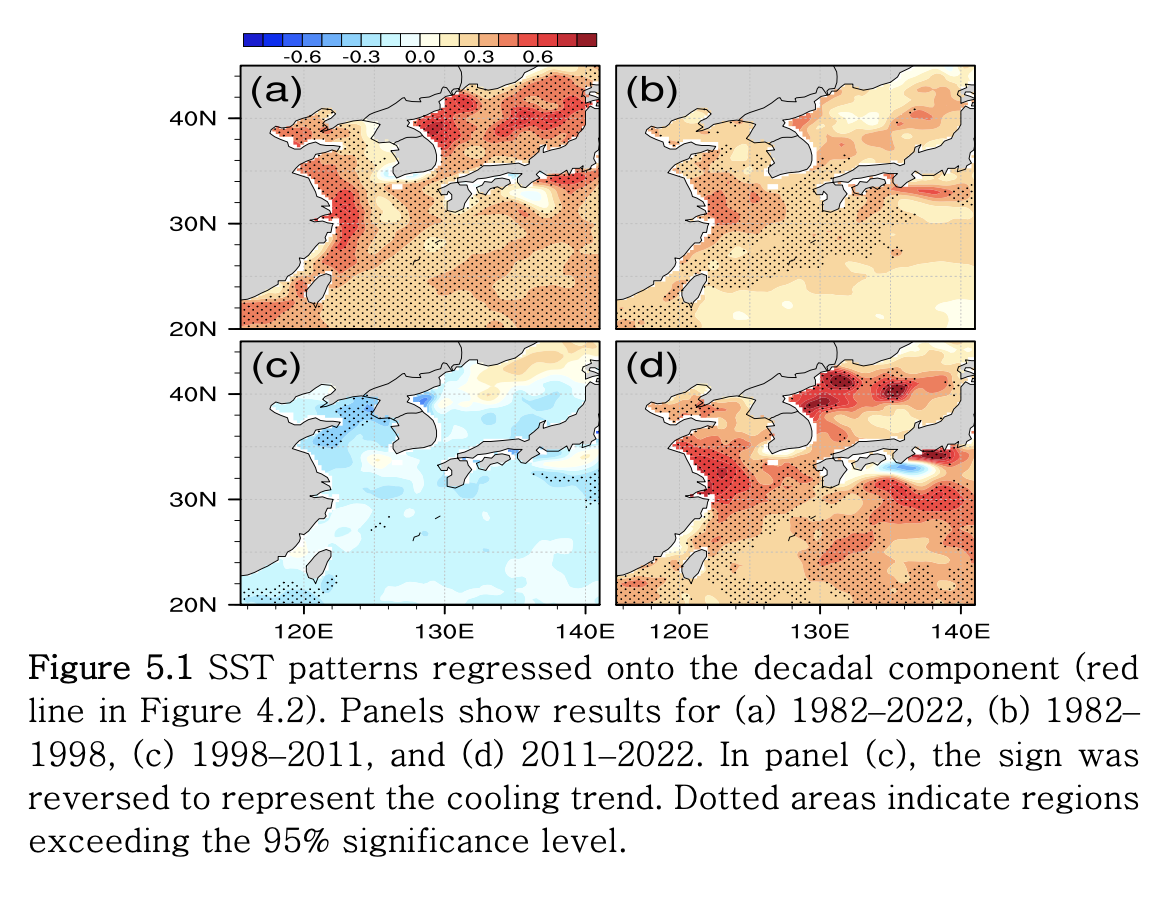 -0.6 -0.3 0.0 0.3 0.6
(a) (b)
40N
30N
20N
(c) (d)
40N
30N
20N
120E 130E 140E 120E 130E 140E
Figure 5.1 SST patterns regressed onto the decadal component (red
line in Figure 4.2). Panels show results for (a) 1982–2022, (b) 1982–
1998, (c) 1998–2011, and (d) 2011–2022. In panel (c), the sign was
reversed to represent the cooling trend. Dotted areas indicate regions
exceeding the 95% significance level.